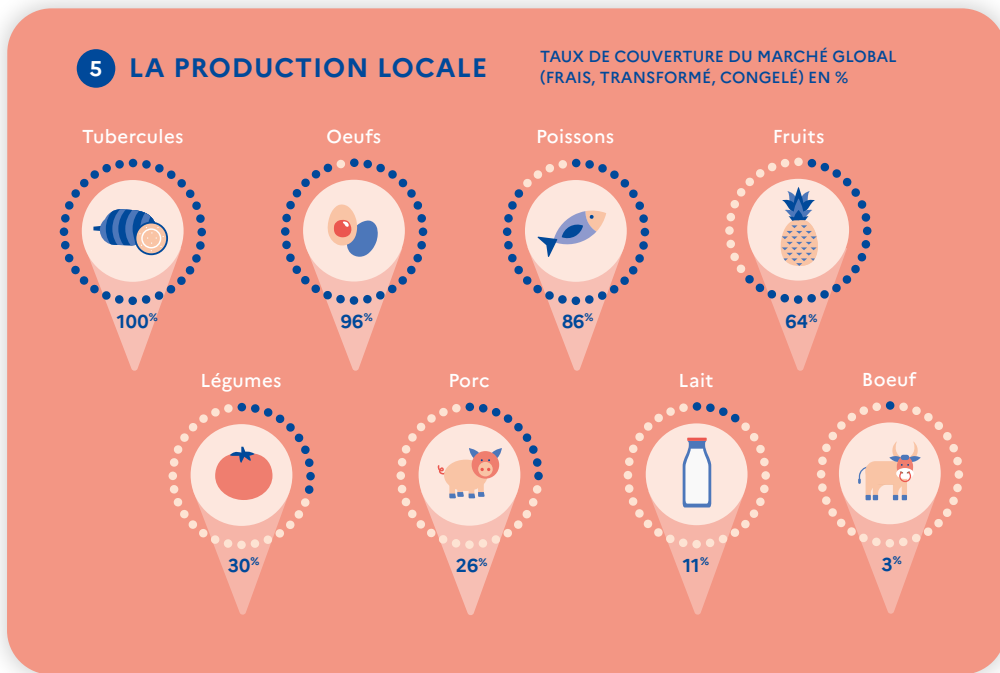 5 LA PRODUCTION LOCALE
TAUX DE COUVERTURE DU MARCHÉ GLOBAL
(FRAIS, TRANSFORMÉ, CONGELÉ) EN %
Tubercules
Oeufs
Poissons
Fruits
100%
96%
86%
64%
Légumes
Porc
Lait
Boeuf
30%
26%
11%
3%